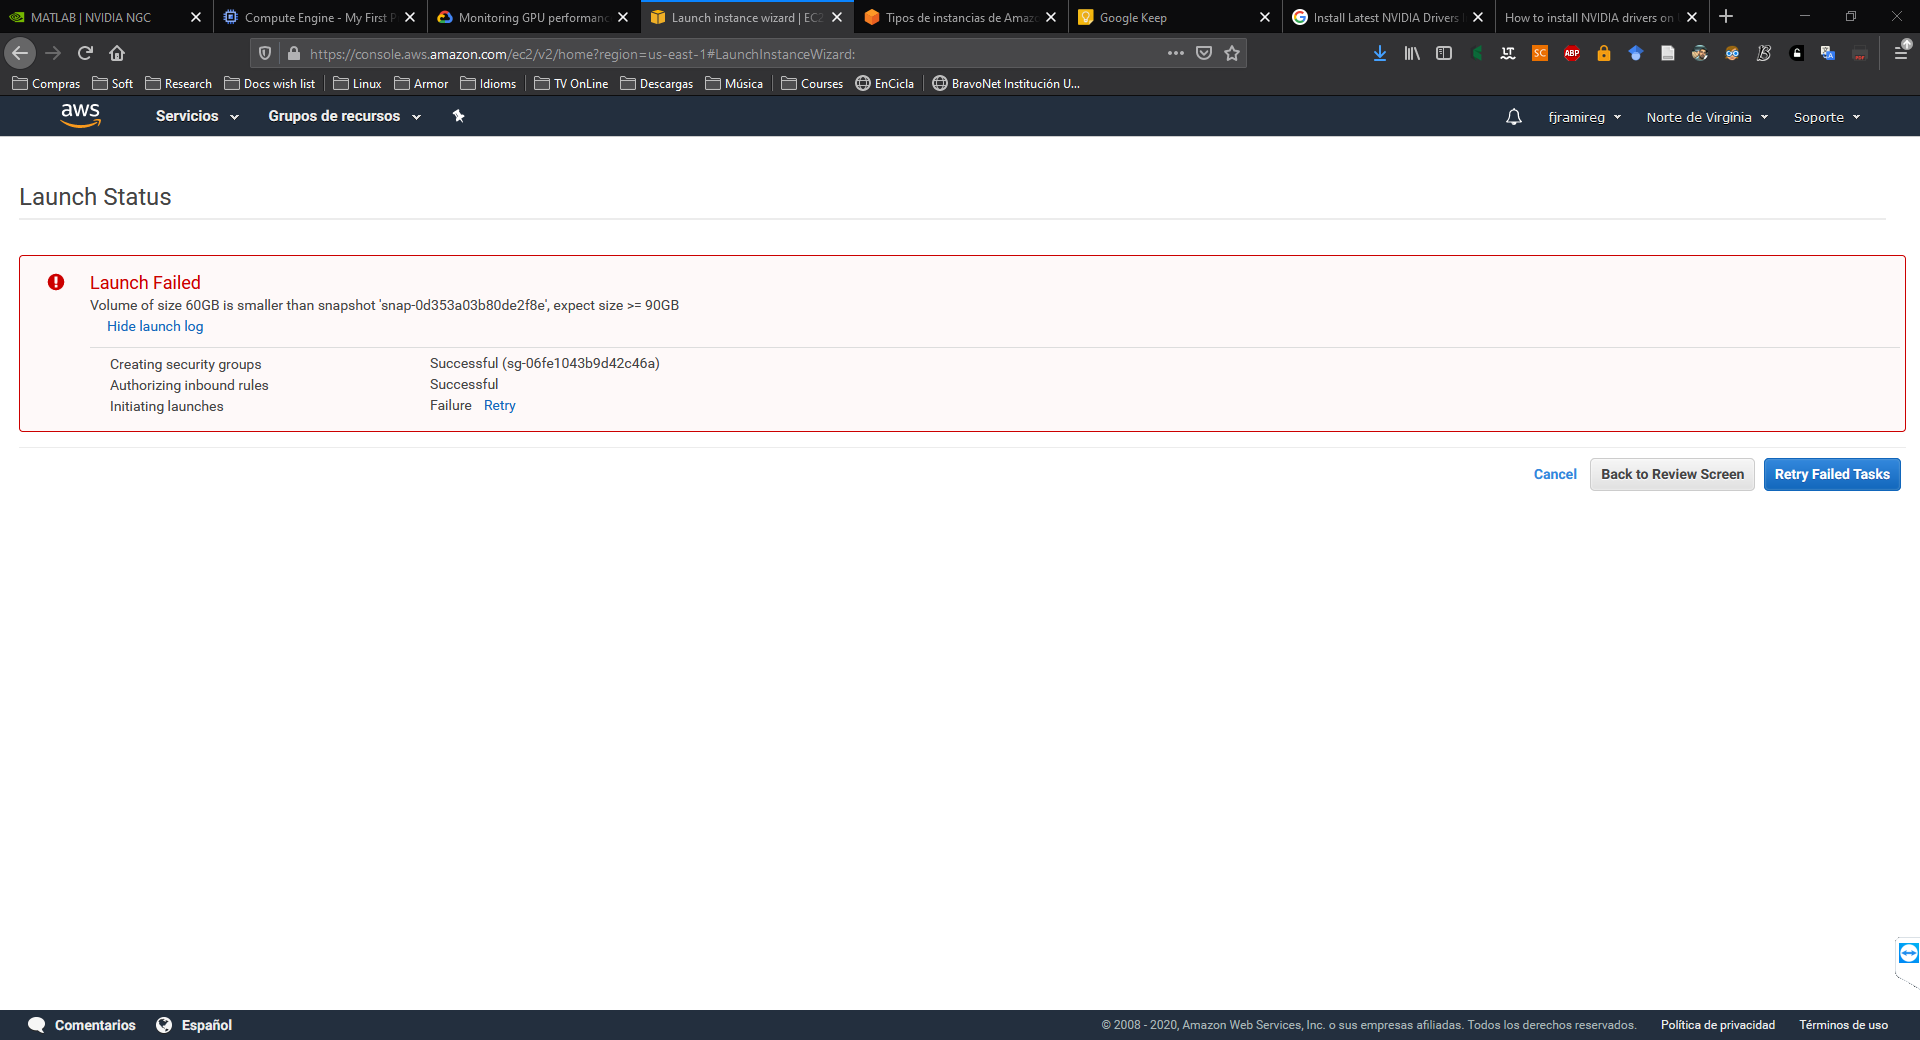 MATLAB | NVIDIA NGC
Compute Engine - My First P
Monitoring GPU performanc
Launch instance wizard | EC2
Tipos de instancias de Amazo
Google Keep
Install Latest NVIDIA Drivers
How to install NVIDIA drivers on
https://console.aws.amazon.com/ec2/v2/home?region=us-east-1#LaunchInstanceWizard:
SC
ABP
Compras
Soft
Research
Docs wish list
Linux
Armor
Idioms
TV OnLine
Descargas
Música
Courses
EnCicla
BravoNet Institución U...
aws
Servicios
Grupos de recursos
fjramireg
Norte de Virginia
Soporte
Launch Status
Launch Failed
Volume of size 60GB is smaller than snapshot 'snap-0d353a03b80de2f8e', expect size >= 90GB
Hide launch log
Creating security groups Successful (sg-06fe1043b9d42c46a)
Authorizing inbound rules Successful
Initiating launches Failure Retry
Cancel
Back to Review Screen
Retry Failed Tasks
Comentarios
Español
© 2008 - 2020, Amazon Web Services, Inc. o sus empresas afiliadas. Todos los derechos reservados.
Política de privacidad
Términos de uso